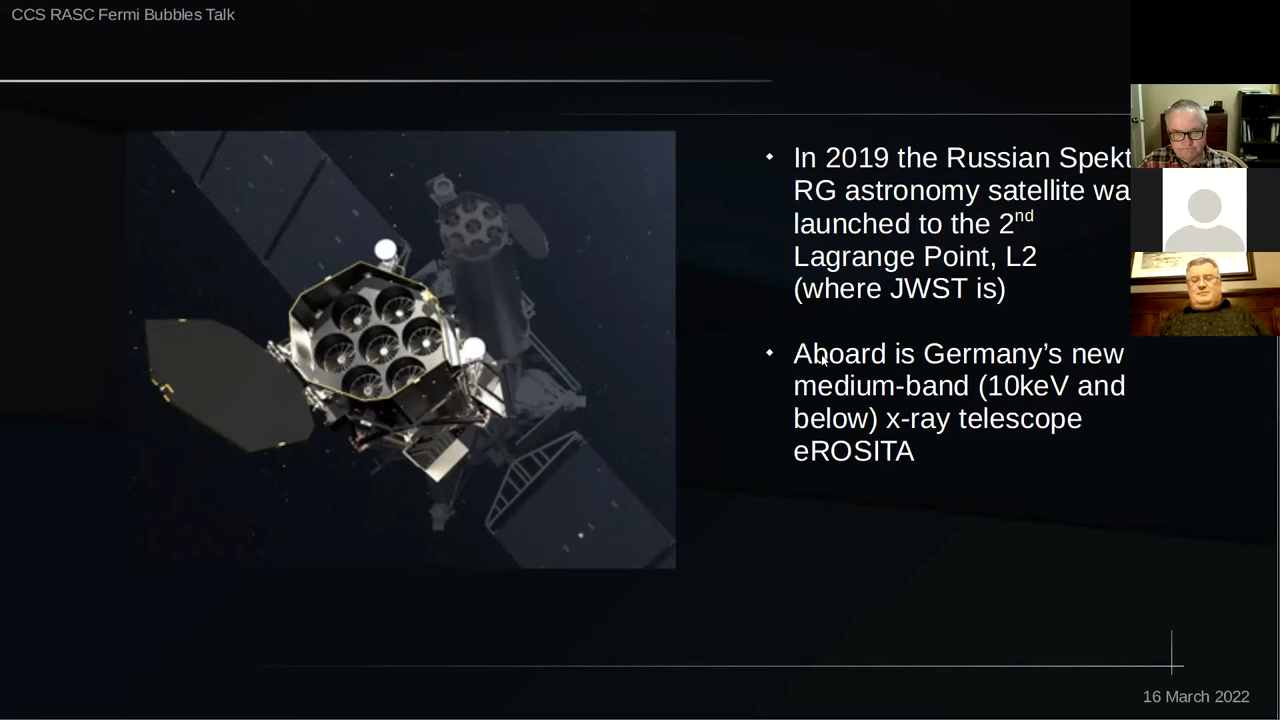 CCS RASC Fermi Bubbles Talk
In 2019 the Russian Spekt
RG astronomy satellite wa
launched to the 2nd
Lagrange Point, L2
(where JWST is)
Aboard is Germany’s new
medium-band (10keV and
below) x-ray telescope
eROSITA
16 March 2022